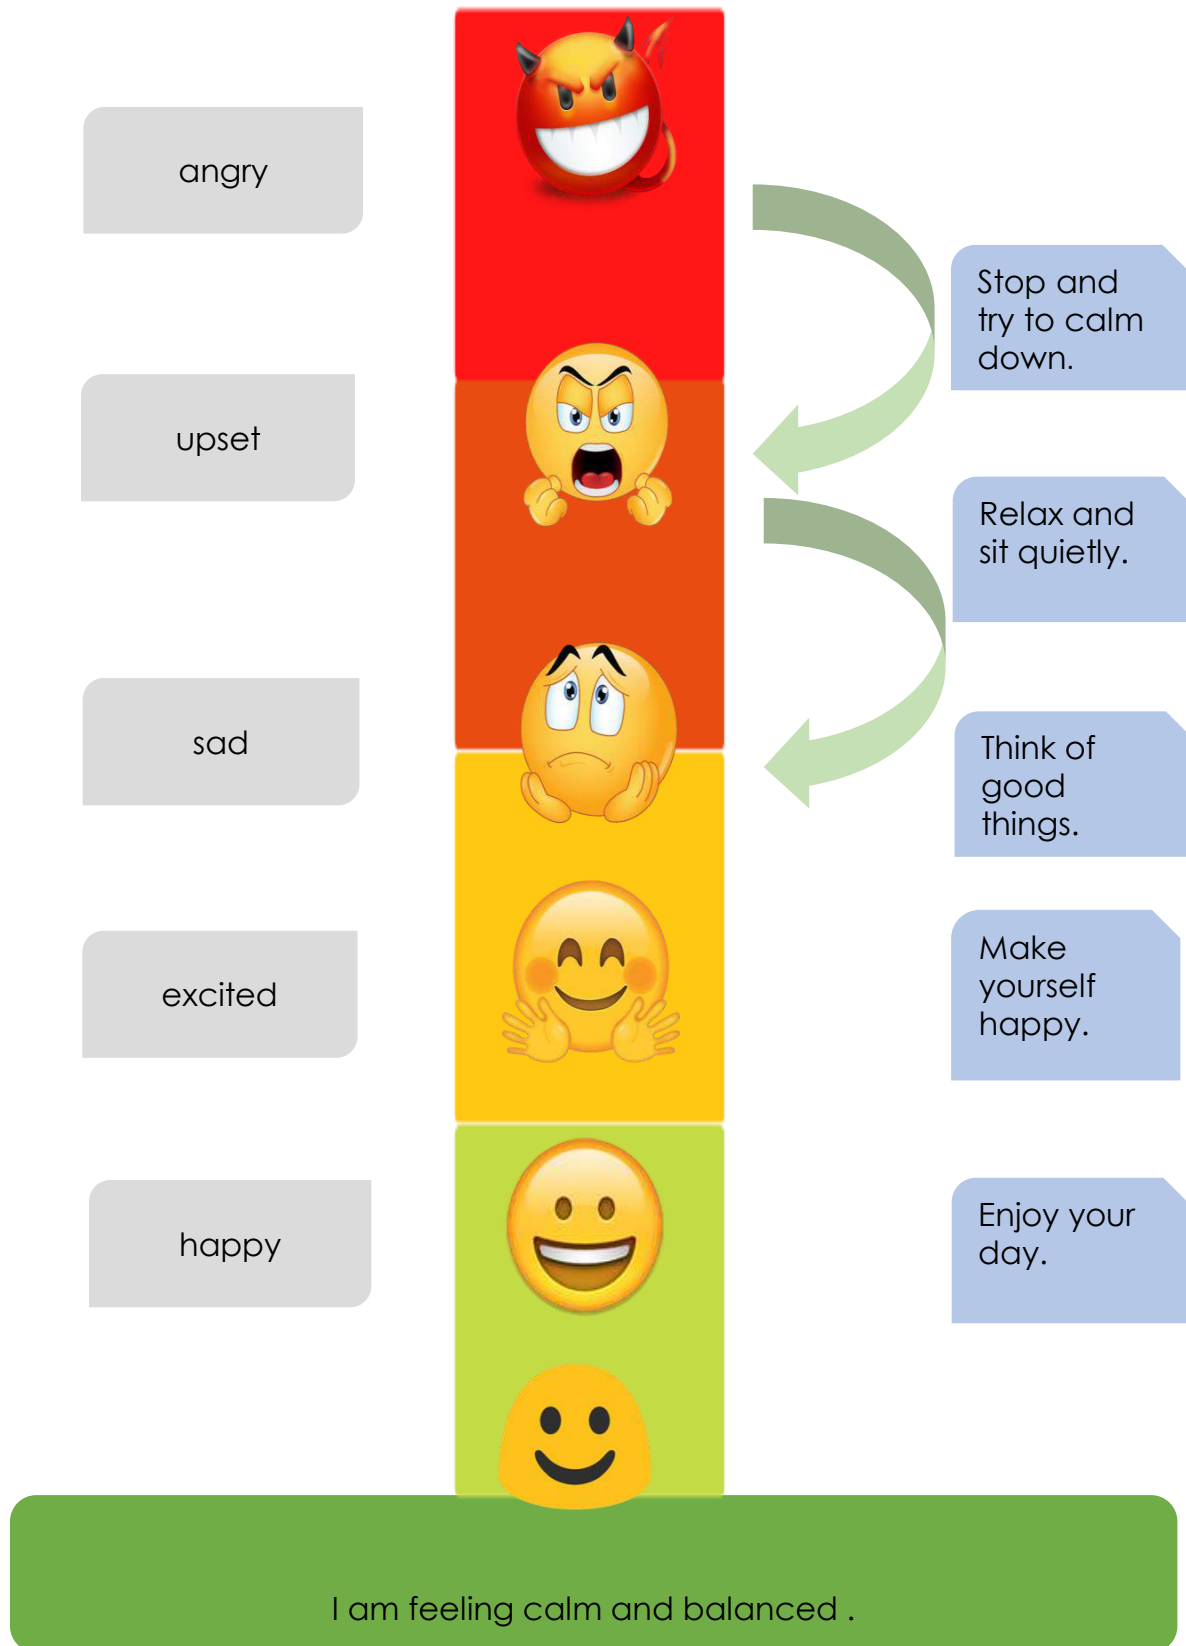 angry
Stop and
try to calm
down.
upset
Relax and
sit quietly.
sad
Think of
good
things.
excited
Make
yourself
happy.
happy
Enjoy your
day.
I am feeling calm and balanced .